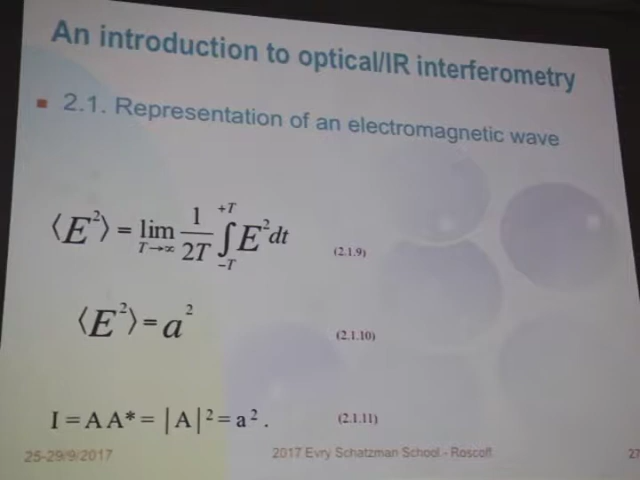 An introduction to optical/IR interferometry
▪ 2.1. Representation of an electromagnetic wave
⟨E²⟩ = lim T→∞ 1/2T ∫₋T⁺T E² dt (2.1.9)
⟨E²⟩ = a² (2.1.10)
I = A A* = |A|² = a². (2.1.11)
25-29/9/2017 2017 Evry Schatzman School - Roscoff 27